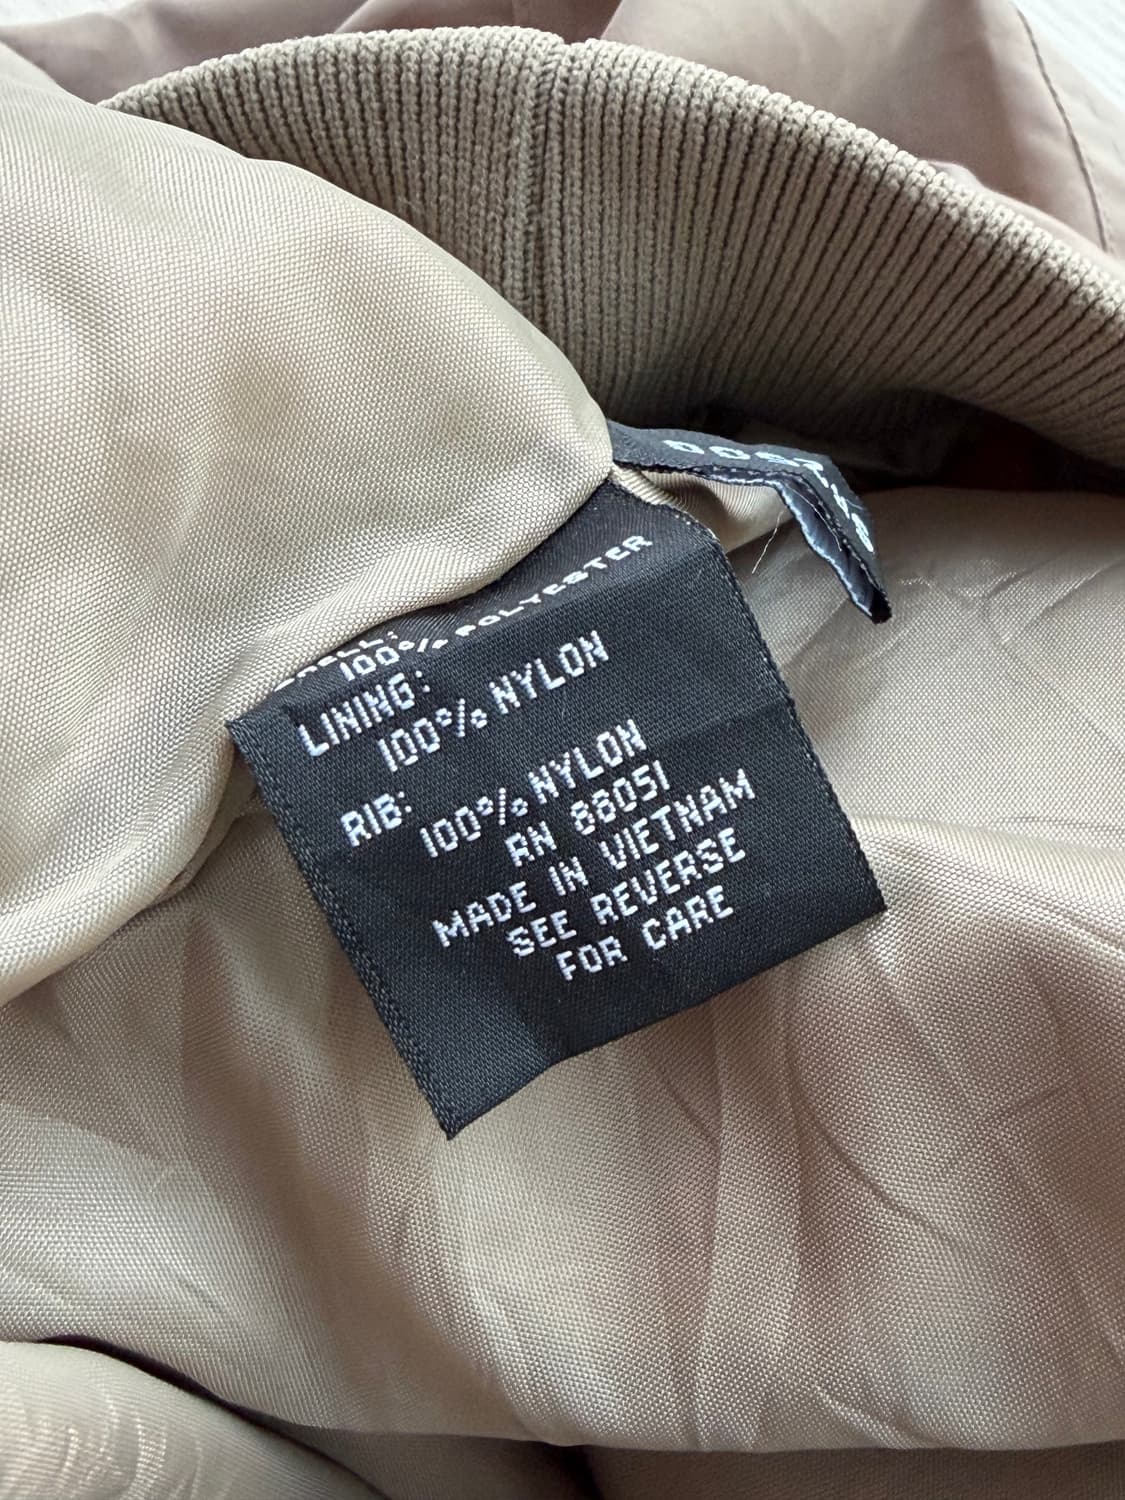 100% POLYESTER
LINING:
100% NYLON
RIB:
100% NYLON
RN 88051
MADE IN VIETNAM
SEE REVERSE
FOR CARE